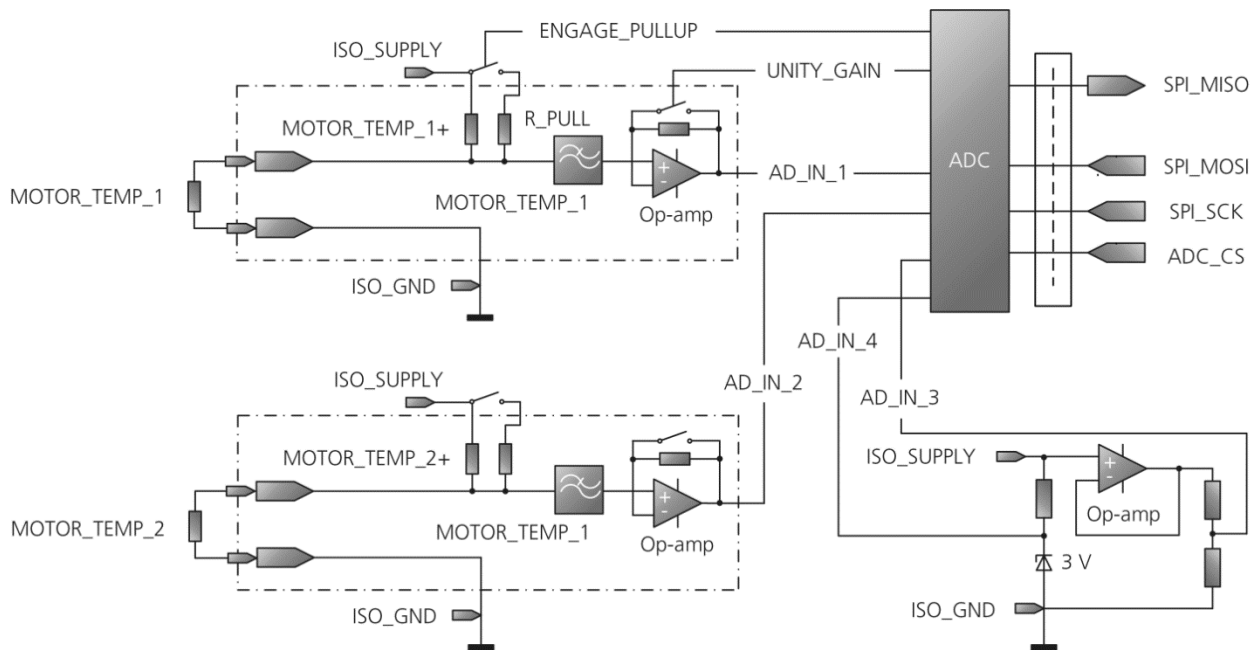 ENGAGE_PULLUP
ISO_SUPPLY
UNITY_GAIN
SPI_MISO
R_PULL
MOTOR_TEMP_1+
ADC
SPI_MOSI
AD_IN_1
MOTOR_TEMP_1
MOTOR_TEMP_1
Op-amp
SPI_SCK
ADC_CS
ISO_GND
AD_IN_4
ISO_SUPPLY
AD_IN_2
AD_IN_3
MOTOR_TEMP_2+
ISO_SUPPLY
Op-amp
MOTOR_TEMP_2
MOTOR_TEMP_1
Op-amp
3 V
ISO_GND
ISO_GND
+
-
+
-
+
-